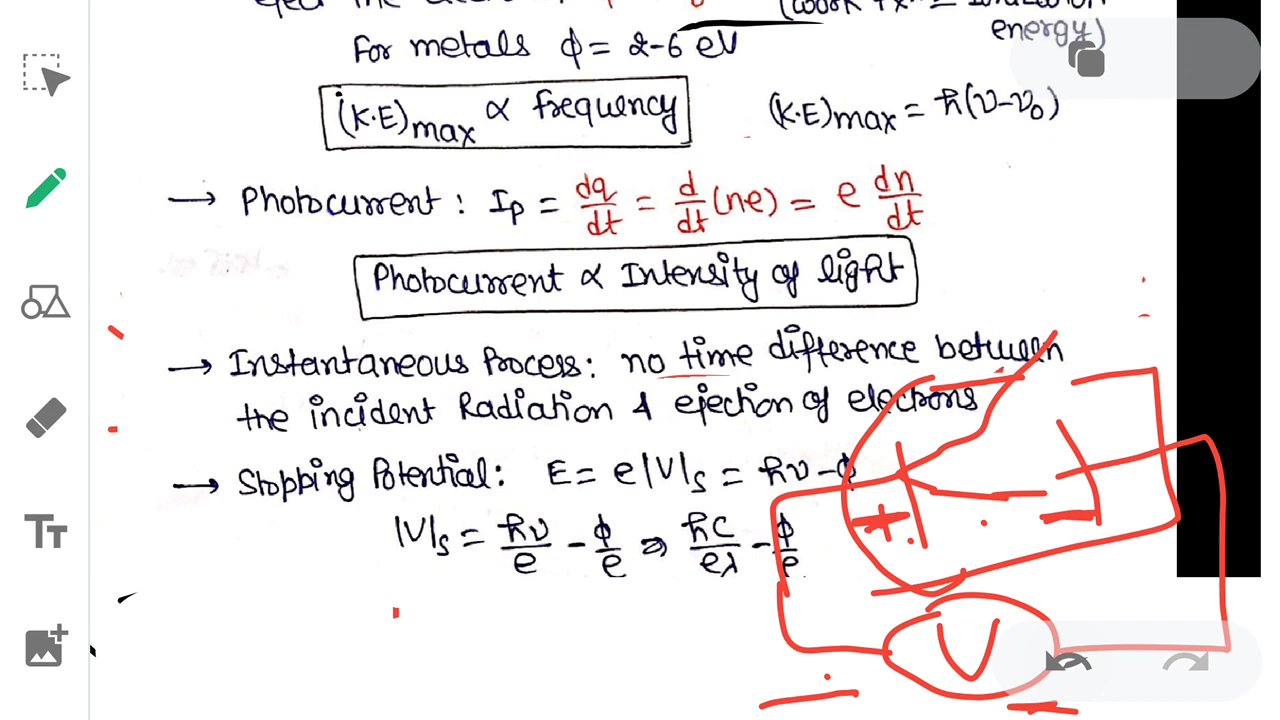 energy)
For metals ϕ = 2-6 eV
(K.E)max ∝ frequency
(K.E)max = h(ν-ν₀)
→ Photocurrent : Ip = dq/dt = d/dt (ne) = e dn/dt
Photocurrent ∝ Intensity of light
→ Instantaneous Process: no time difference between
the incident Radiation & ejection of electrons
→ Stopping Potential: E = e|V|s = hν-ϕ
|V|s = hν/e - ϕ/e ⇒ hc/eλ - ϕ/e
+
V
TT